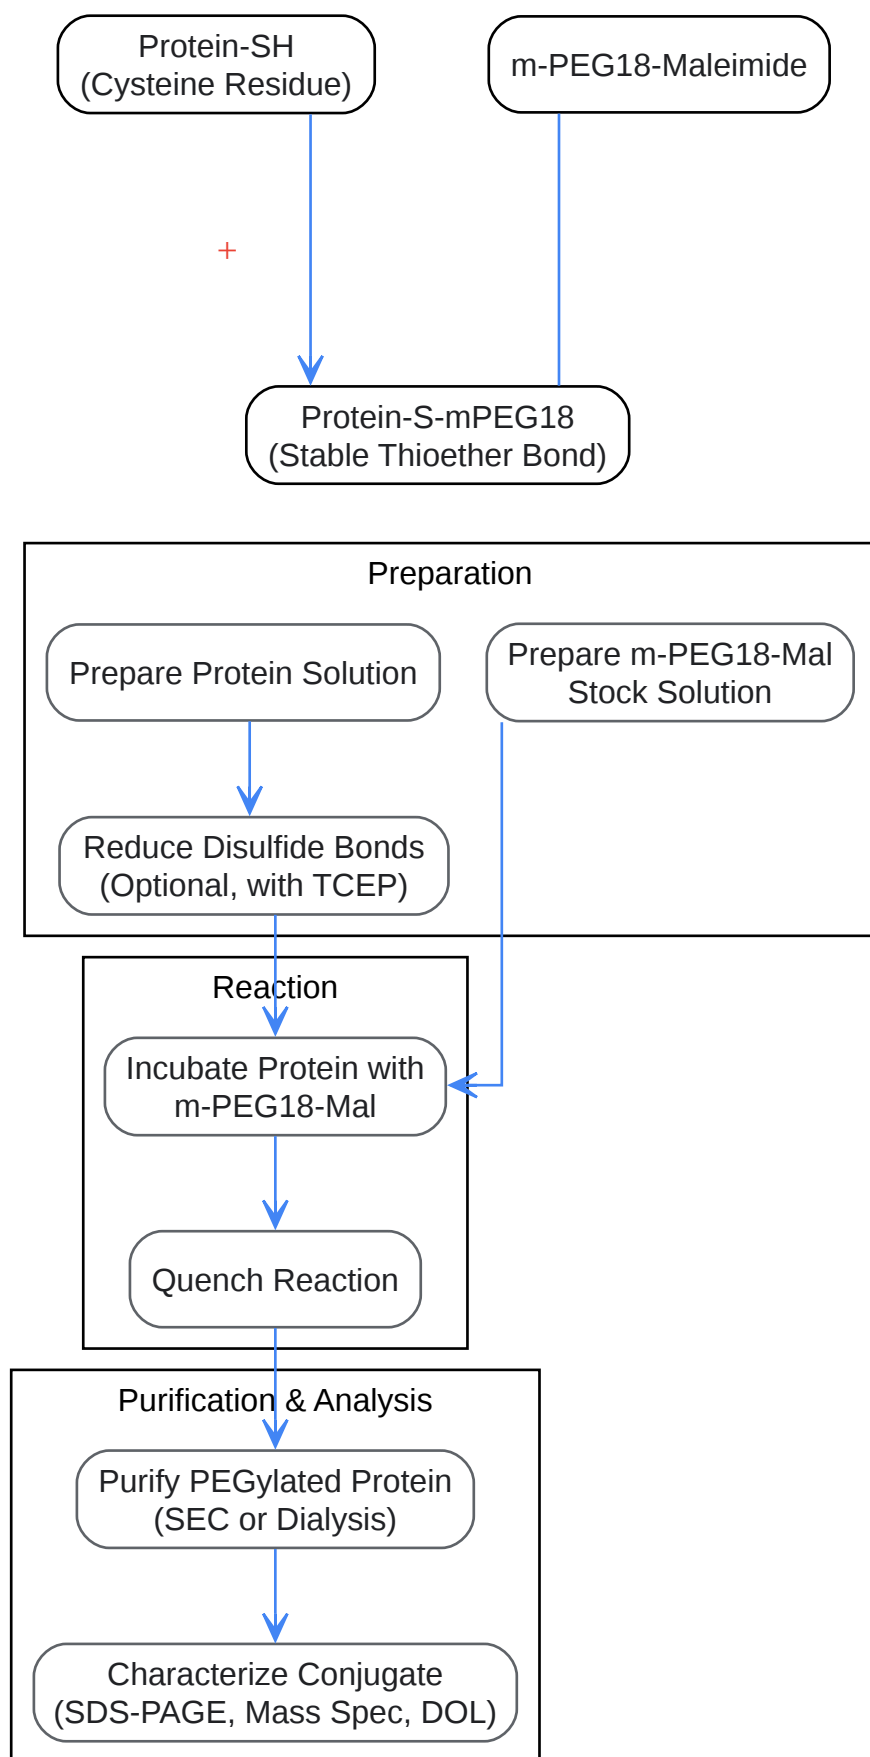 Protein-SH
(Cysteine Residue)
m-PEG18-Maleimide
+
Protein-S-mPEG18
(Stable Thioether Bond)
Preparation
Prepare Protein Solution
Prepare m-PEG18-Mal
Stock Solution
Reduce Disulfide Bonds
(Optional, with TCEP)
Reaction
Incubate Protein with
m-PEG18-Mal
Quench Reaction
Purification & Analysis
Purify PEGylated Protein
(SEC or Dialysis)
Characterize Conjugate
(SDS-PAGE, Mass Spec, DOL)